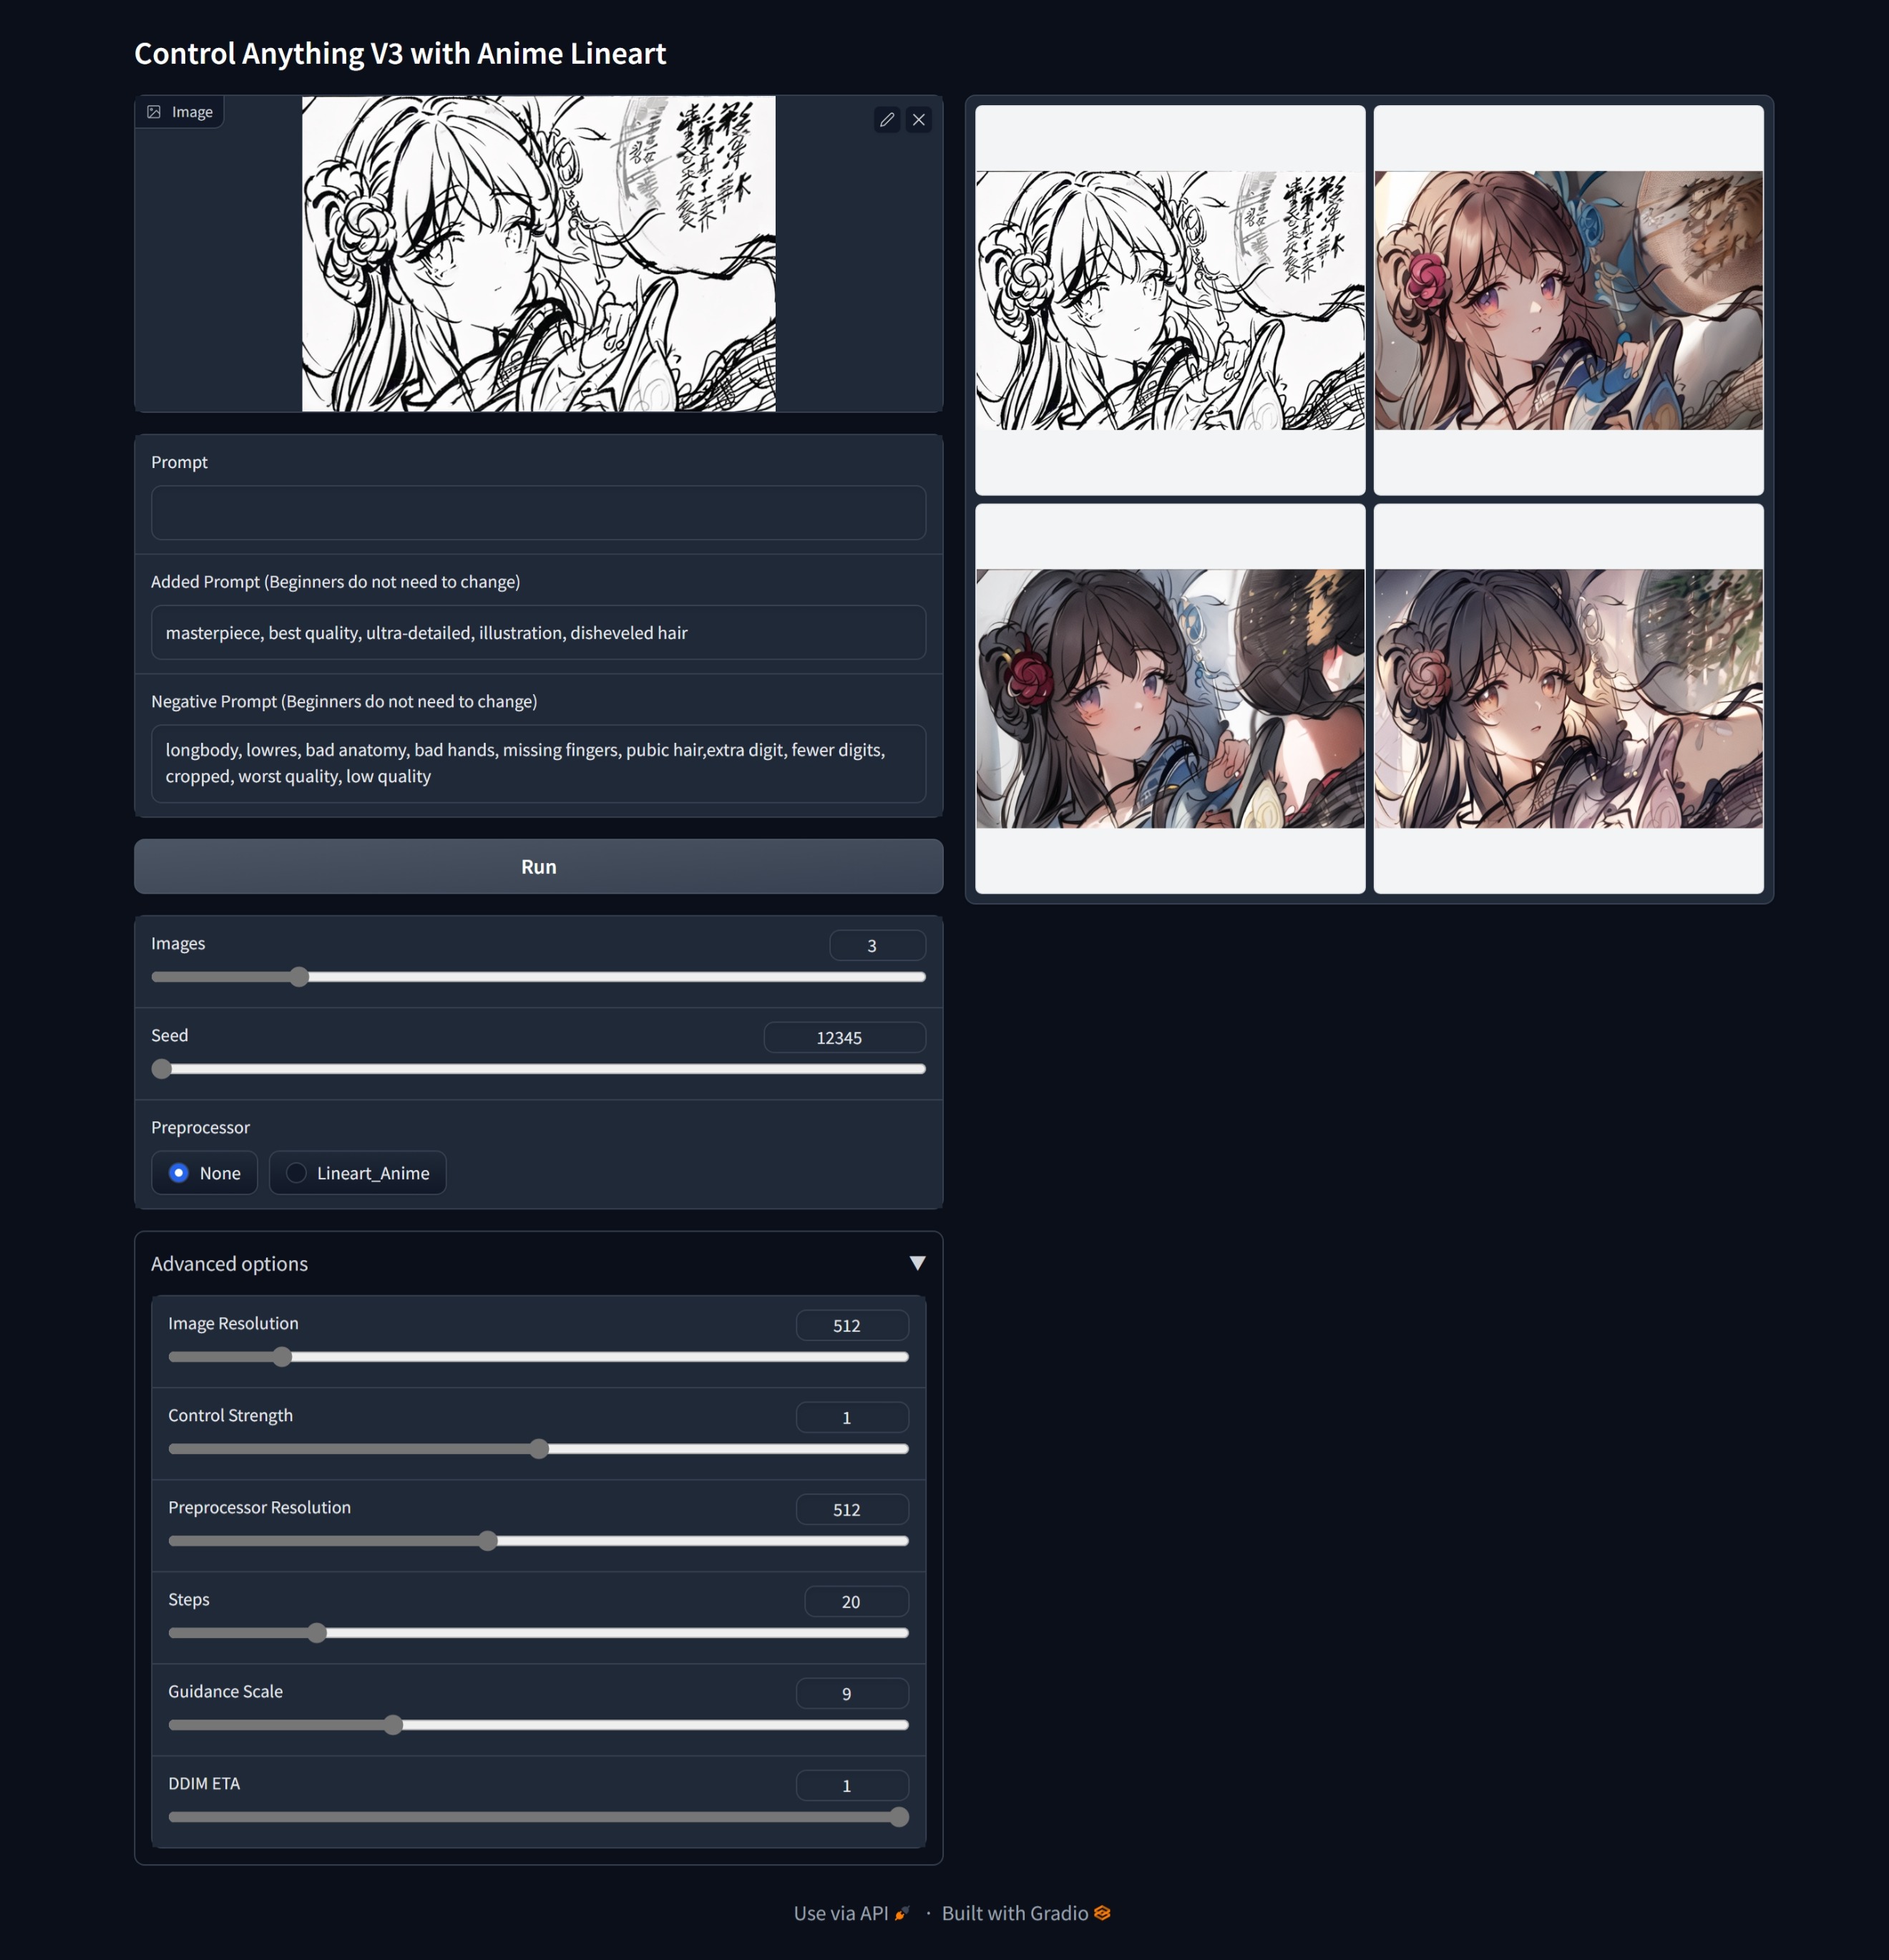 Control Anything V3 with Anime Lineart
Image
Prompt
Added Prompt (Beginners do not need to change)
masterpiece, best quality, ultra-detailed, illustration, disheveled hair
Negative Prompt (Beginners do not need to change)
longbody, lowres, bad anatomy, bad hands, missing fingers, pubic hair,extra digit, fewer digits,
cropped, worst quality, low quality
Run
Images
3
Seed
12345
Preprocessor
None
Lineart_Anime
Advanced options
Image Resolution
512
Control Strength
1
Preprocessor Resolution
512
Steps
20
Guidance Scale
9
DDIM ETA
1
Use via API · Built with Gradio